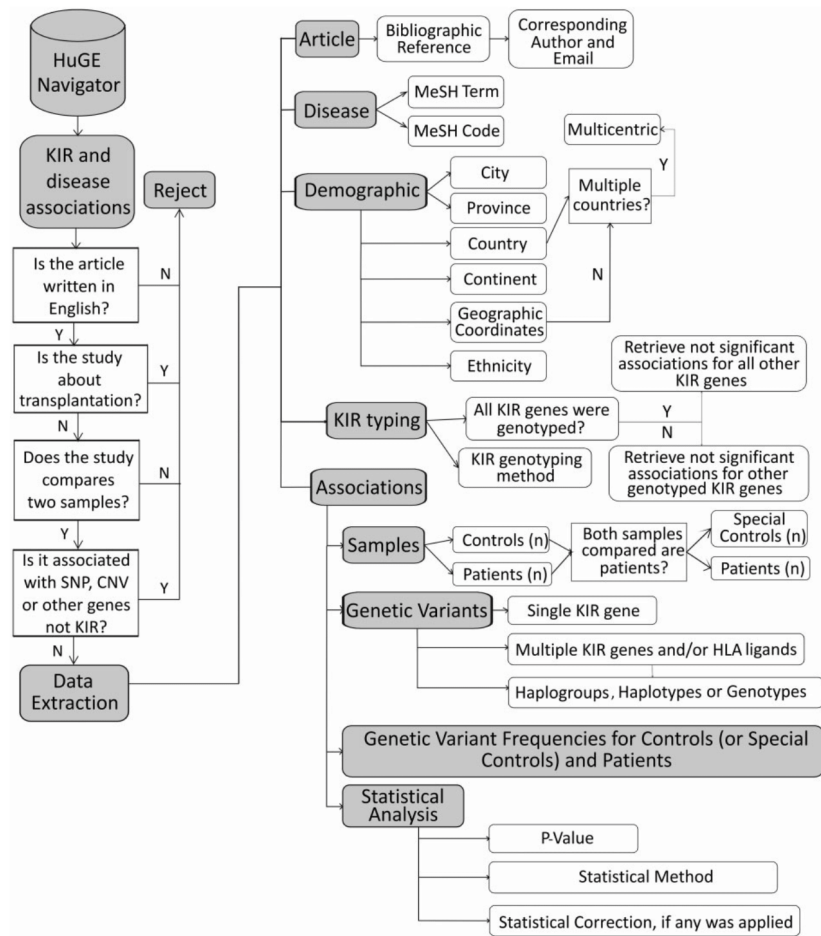 HuGE
Navigator
KIR and
disease
associations
Reject
Is the article
written in
English?
N
Y
Is the study
about
transplantation?
Y
N
Does the study
compares
two samples?
N
Y
Is it associated
with SNP, CNV
or other genes
not KIR?
Y
N
Data
Extraction
Article
Bibliographic
Reference
Corresponding
Author and
Email
Disease
MeSH Term
MeSH Code
Demographic
City
Province
Country
Continent
Geographic
Coordinates
Ethnicity
Multiple
countries?
Multicentric
Y
N
KIR typing
All KIR genes were
genotyped?
KIR genotyping
method
Y
N
Retrieve not significant
associations for all other
KIR genes
Retrieve not significant
associations for other
genotyped KIR genes
Associations
Samples
Controls (n)
Patients (n)
Both samples
compared are
patients?
Special
Controls (n)
Patients (n)
Genetic Variants
Single KIR gene
Multiple KIR genes and/or HLA ligands
Haplogroups, Haplotypes or Genotypes
Genetic Variant Frequencies for Controls (or Special
Controls) and Patients
Statistical
Analysis
P-Value
Statistical Method
Statistical Correction, if any was applied